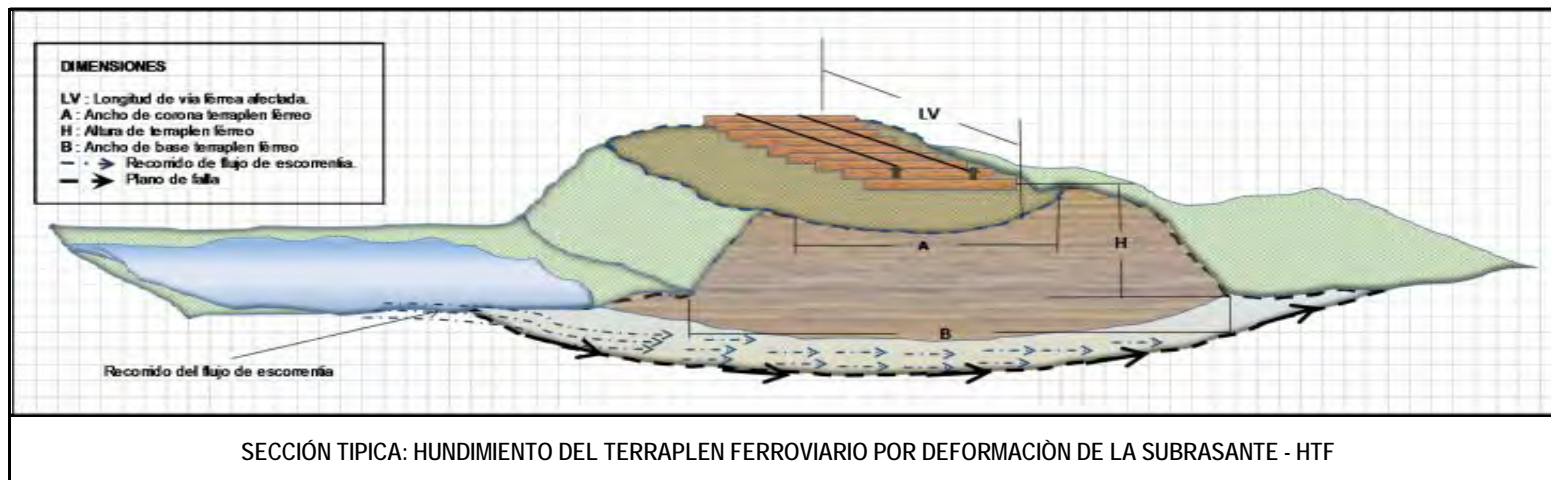 DIMENSIONES
LV : Longitud de vía férrea afectada.
A : Ancho de corona terraplen férreo
H : Altura de terraplen férreo
B : Ancho de base terraplen férreo
Recorrido de flujo de escorrentía.
Plano de falla
LV
A
H
B
Recorrido del flujo de escorrentía
SECCIÓN TIPICA: HUNDIMIENTO DEL TERRAPLEN FERROVIARIO POR DEFORMACIÒN DE LA SUBRASANTE - HTF